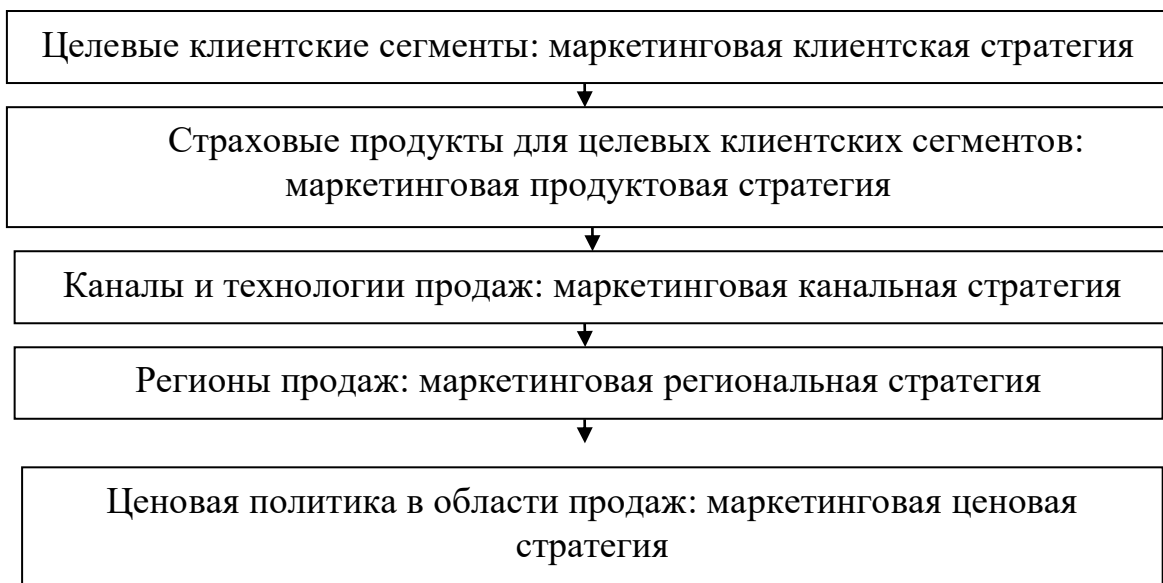 Целевые клиентские сегменты: маркетинговая клиентская стратегия
Страховые продукты для целевых клиентских сегментов:
маркетинговая продуктовая стратегия
Каналы и технологии продаж: маркетинговая канальная стратегия
Регионы продаж: маркетинговая региональная стратегия
Ценовая политика в области продаж: маркетинговая ценовая
стратегия